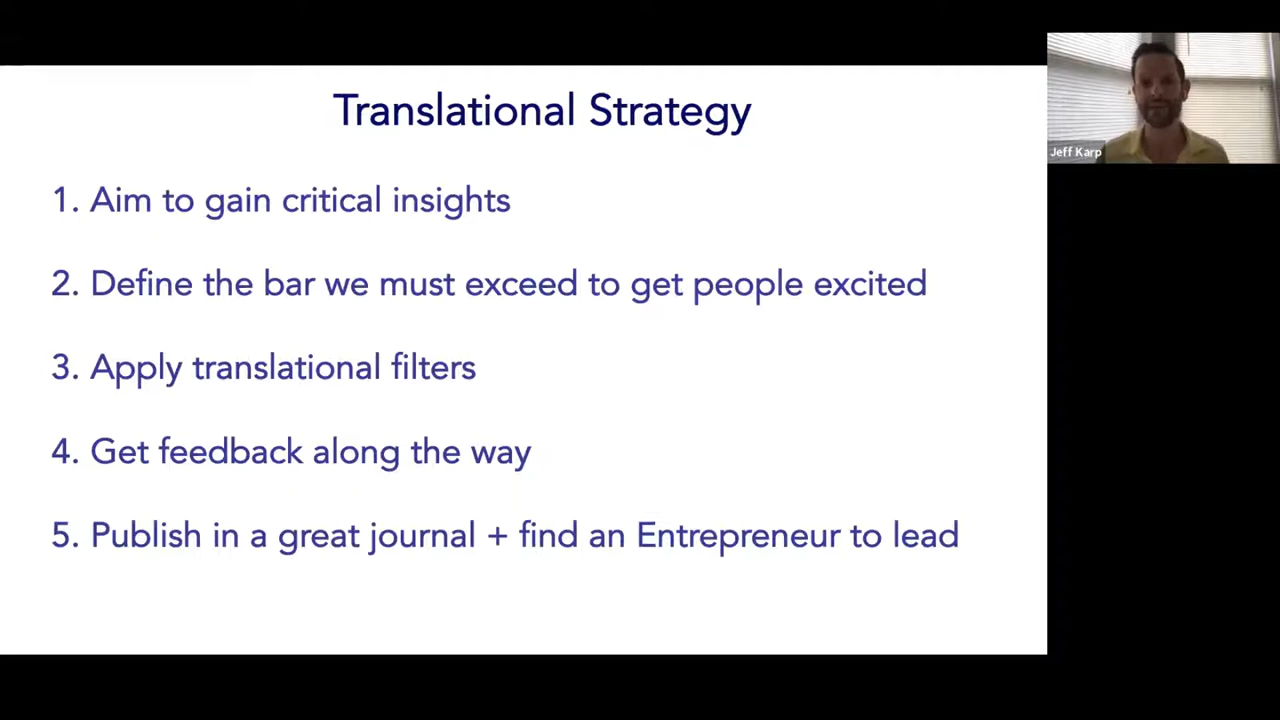 Translational Strategy
Jeff Karp
1. Aim to gain critical insights
2. Define the bar we must exceed to get people excited
3. Apply translational filters
4. Get feedback along the way
5. Publish in a great journal + find an Entrepreneur to lead